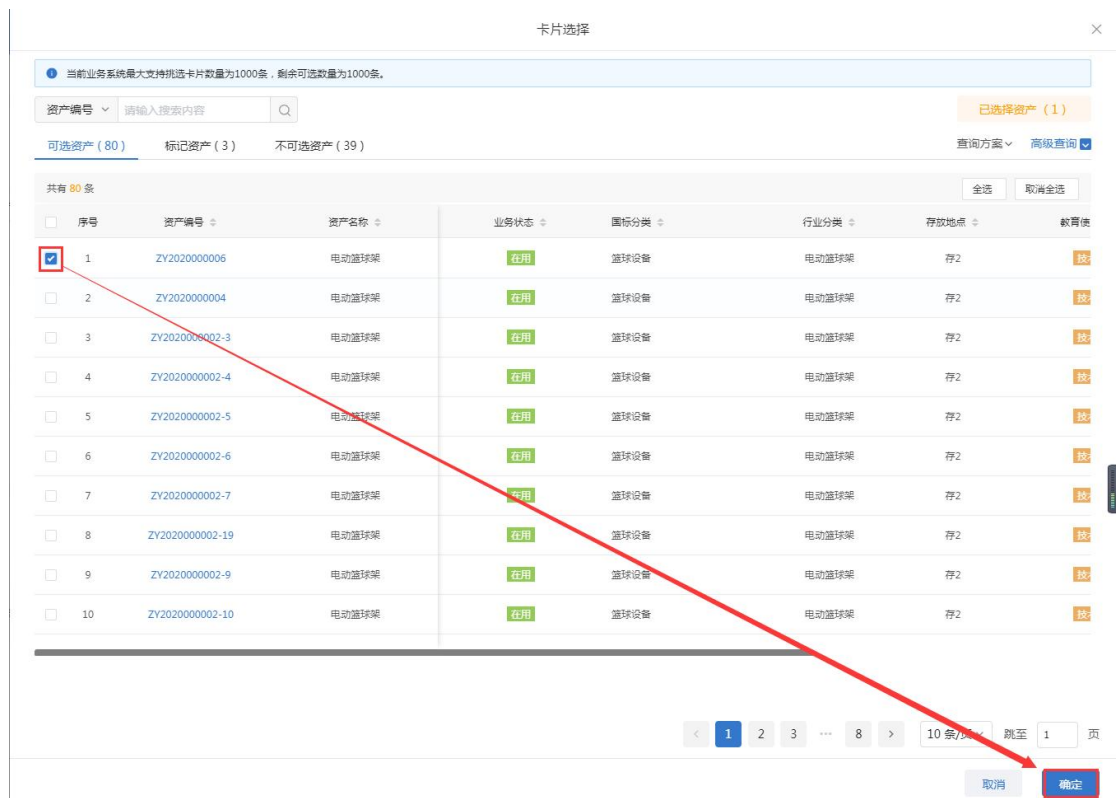 卡片选择
当前业务系统最大支持挑选卡片数量为1000条，剩余可选数量为1000条。
资产编号 请输入搜索内容 已选择资产（1）
可选资产（80） 标记资产（3） 不可选资产（39） 查询方案 高级查询
共有 80 条 全选 取消全选
序号 资产编号 资产名称 业务状态 国标分类 行业分类 存放地点 教育使
1 ZY2020000006 电动篮球架 在用 篮球设备 电动篮球架 存2 技
2 ZY2020000004 电动篮球架 在用 篮球设备 电动篮球架 存2 技
3 ZY2020000002-3 电动篮球架 在用 篮球设备 电动篮球架 存2 技
4 ZY2020000002-4 电动篮球架 在用 篮球设备 电动篮球架 存2 技
5 ZY2020000002-5 电动篮球架 在用 篮球设备 电动篮球架 存2 技
6 ZY2020000002-6 电动篮球架 在用 篮球设备 电动篮球架 存2 技
7 ZY2020000002-7 电动篮球架 在用 篮球设备 电动篮球架 存2 技
8 ZY2020000002-19 电动篮球架 在用 篮球设备 电动篮球架 存2 技
9 ZY2020000002-9 电动篮球架 在用 篮球设备 电动篮球架 存2 技
10 ZY2020000002-10 电动篮球架 在用 篮球设备 电动篮球架 存2 技
< 1 2 3 ··· 8 > 10 条/页 跳至 1 页
取消 确定